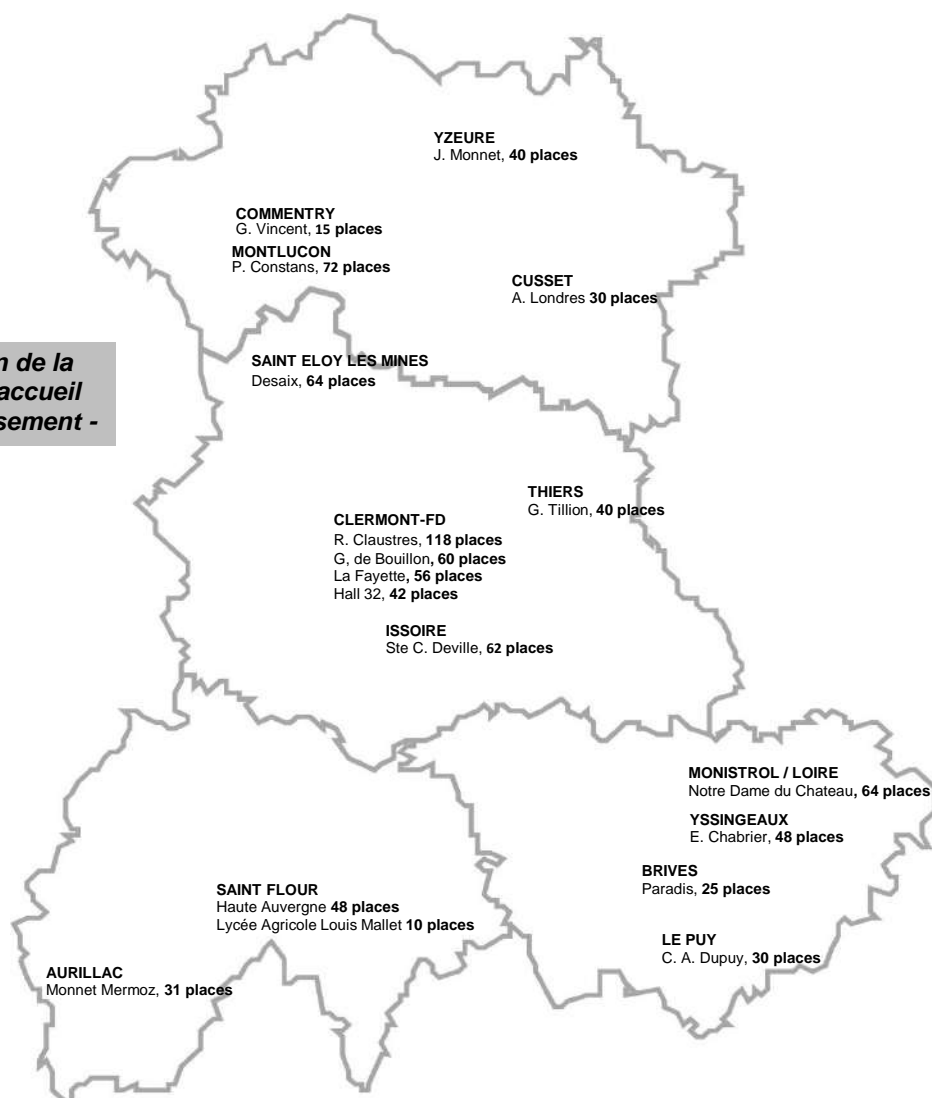 YZEURE
J. Monnet, 40 places
COMMENTRY
G. Vincent, 15 places
MONTLUCON
P. Constans, 72 places
CUSSET
A. Londres 30 places
de la
accueil
SAINT ELOY LES MINES
Desaix, 64 places
THIERS
G. Tillion, 40 places
CLERMONT-FD
R. Claustres, 118 places
G, de Bouillon, 60 places
La Fayette, 56 places
Hall 32, 42 places
ISSOIRE
Ste C. Deville, 62 places
MONISTROL / LOIRE
Notre Dame du Chateau, 64 places
YSSINGEAUX
E. Chabrier, 48 places
BRIVES
Paradis, 25 places
SAINT FLOUR
Haute Auvergne 48 places
Lycée Agricole Louis Mallet 10 places
LE PUY
C. A. Dupuy, 30 places
AURILLAC
Monnet Mermoz, 31 places